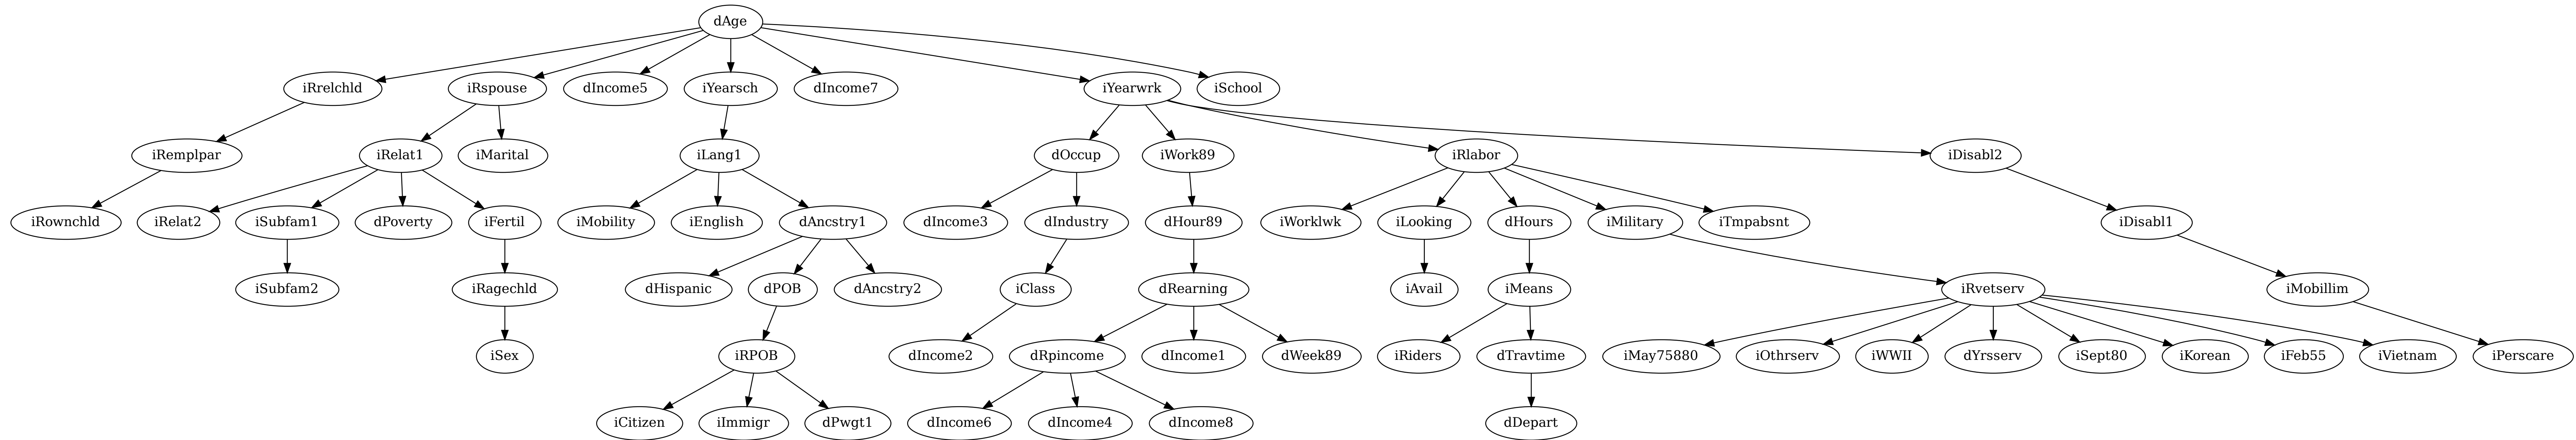 dAge
iRrelchld
iRspouse
dIncome5
iYearsch
dIncome7
iYearwrk
iSchool
iRemplpar
iRelat1
iMarital
iLang1
dOccup
iWork89
iRlabor
iDisabl2
iRownchld
iRelat2
iSubfam1
dPoverty
iFertil
iMobility
iEnglish
dAncstry1
dIncome3
dIndustry
dHour89
iWorklwk
iLooking
dHours
iMilitary
iTmpabsnt
iDisabl1
iSubfam2
iRagechld
dHispanic
dPOB
dAncstry2
iClass
dRearning
iAvail
iMeans
iRvetserv
iMobillim
iSex
iRPOB
dIncome2
dRpincome
dIncome1
dWeek89
iRiders
dTravtime
iMay75880
iOthrserv
iWWII
dYrsserv
iSept80
iKorean
iFeb55
iVietnam
iPerscare
iCitizen
iImmigr
dPwgt1
dIncome6
dIncome4
dIncome8
dDepart